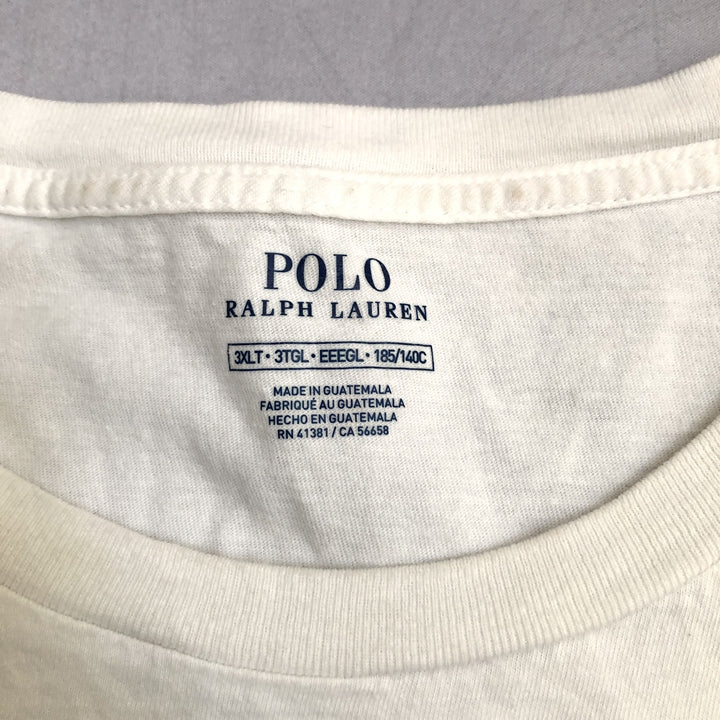 POLO
RALPH LAUREN
3XLT • 3TGL • EEEGL • 185/140C
MADE IN GUATEMALA
FABRIQUÉ AU GUATEMALA
HECHO EN GUATEMALA
RN 41381 / CA 56658